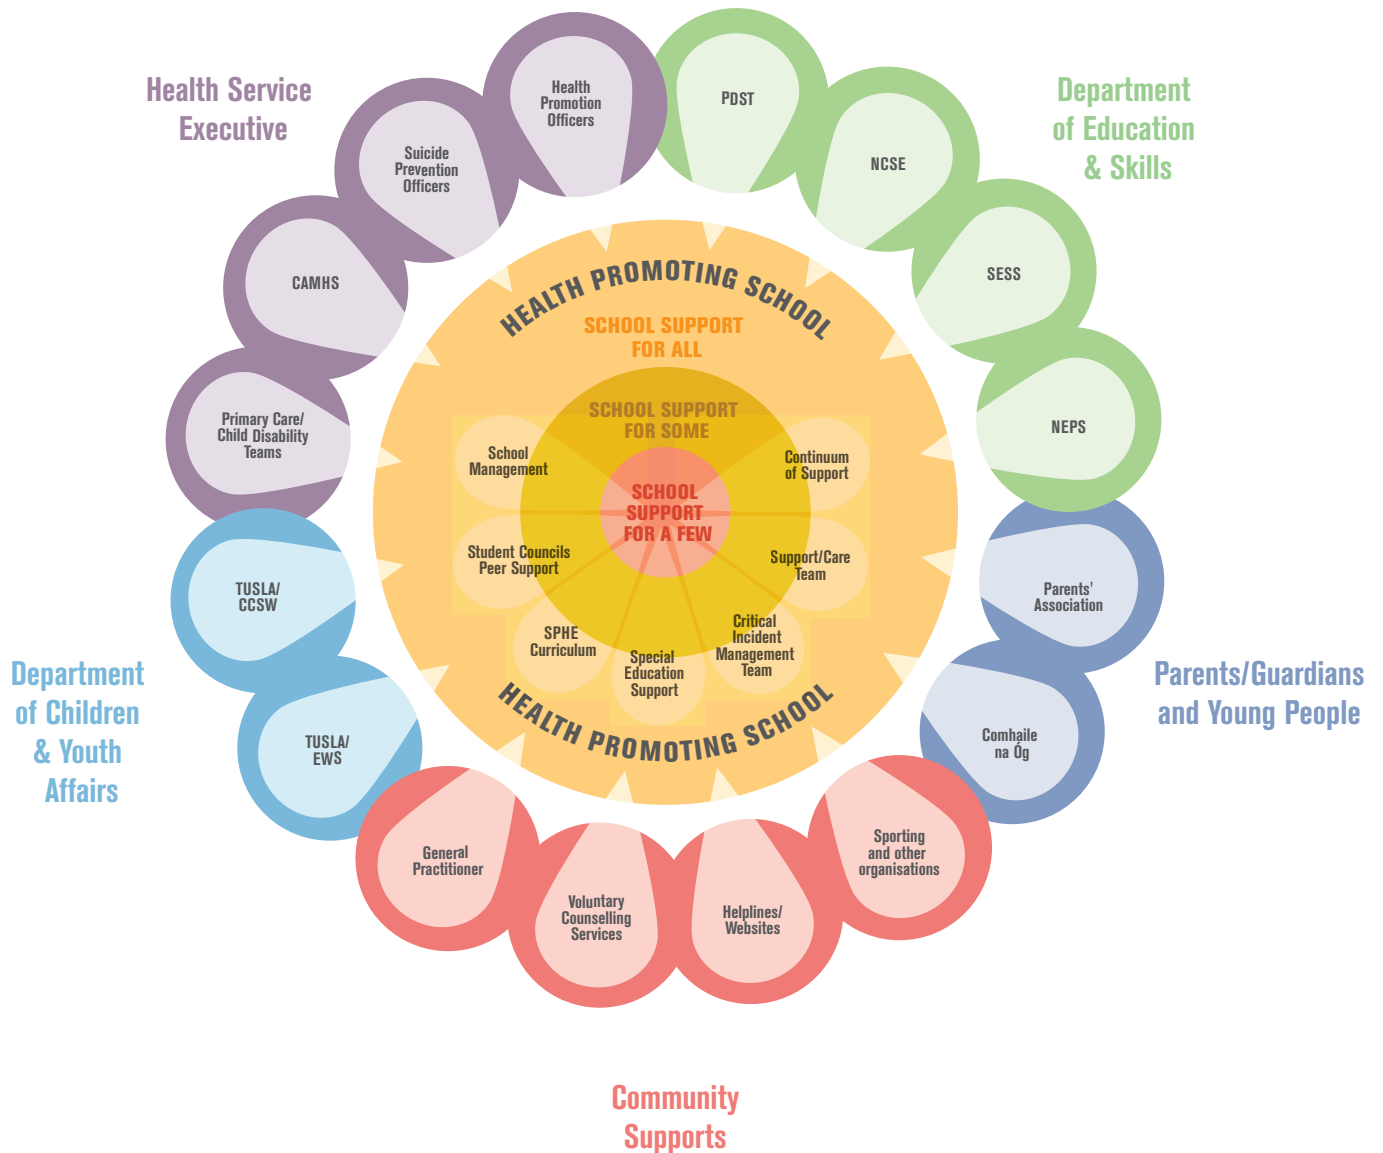 Health Service
Executive
Health
Promotion
Officers
Suicide
Prevention
Officers
CAMHS
Primary Care/
Child Disability
Teams
PDST
NCSE
SESS
NEPS
Department
of Education
& Skills
HEALTH PROMOTING SCHOOL
SCHOOL SUPPORT
FOR ALL
SCHOOL SUPPORT
FOR SOME
SCHOOL
SUPPORT
FOR A FEW
School
Management
Student Councils
Peer Support
SPHE
Curriculum
Special
Education
Support
Critical
Incident
Management
Team
Support/Care
Team
Continuum
of Support
HEALTH PROMOTING SCHOOL
TUSLA/
CCSW
TUSLA/
EWS
Department
of Children
& Youth
Affairs
Parents'
Association
Comhaile
na Óg
Parents/Guardians
and Young People
General
Practitioner
Voluntary
Counselling
Services
Helplines/
Websites
Sporting
and other
organisations
Community
Supports